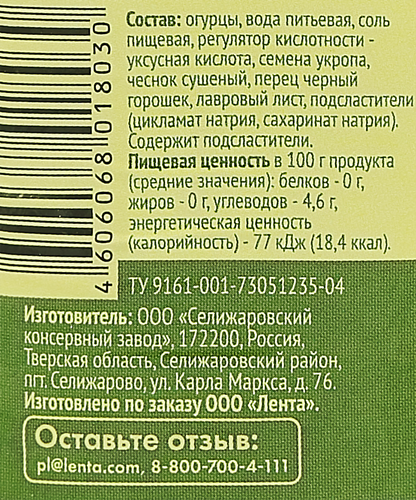 Состав: огурцы, вода питьевая, соль
пищевая, регулятор кислотности -
уксусная кислота, семена укропа,
чеснок сушеный, перец черный
горошек, лавровый лист, подсластители
(цикламат натрия, сахаринат натрия).
Содержит подсластители.
Пищевая ценность в 100 г продукта
(средние значения): белков - 0 г,
жиров - 0 г, углеводов - 4,6 г,
энергетическая ценность
(калорийность) - 77 кДж (18,4 ккал).
4 606068 018030
ТУ 9161-001-73051235-04
Изготовитель: ООО «Селижаровский
консервный завод», 172200, Россия,
Тверская область, Селижаровский район,
пгт. Селижарово, ул. Карла Маркса, д. 76.
Изготовлено по заказу ООО «Лента».
Оставьте отзыв:
pl@lenta.com, 8-800-700-4-111